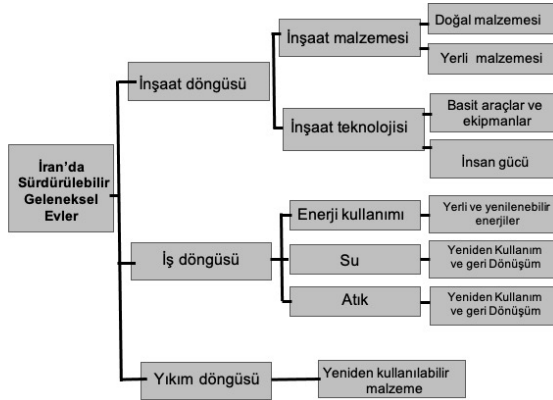 İran'da
Sürdürülebilir
Geleneksel
Evler
İnşaat döngüsü
İnşaat malzemesi
Doğal malzemesi
Yerli malzemesi
İnşaat teknolojisi
Basit araçlar ve
ekipmanlar
İnsan gücü
İş döngüsü
Enerji kullanımı
Yerli ve yenilenebilir
enerjiler
Su
Yeniden Kullanım
ve geri Dönüşüm
Atık
Yeniden Kullanım
ve geri Dönüşüm
Yıkım döngüsü
Yeniden kullanılabilir
malzeme